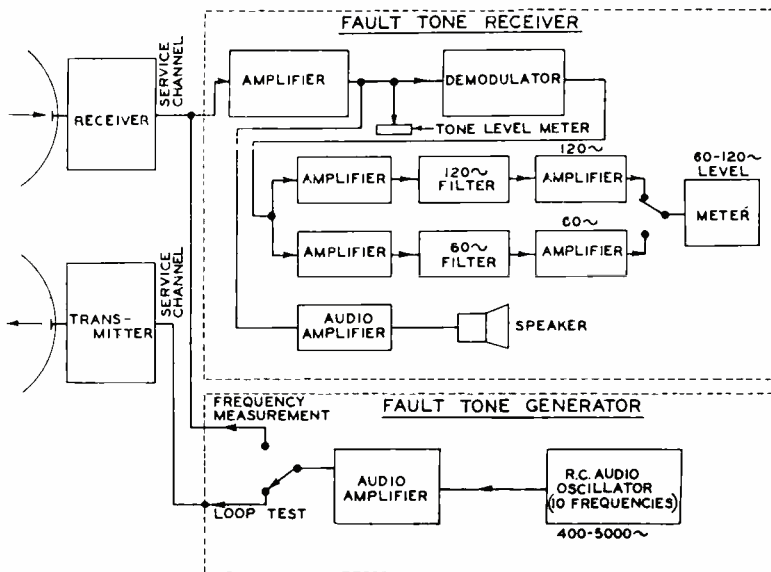 FAULT TONE RECEIVER
SERVICE
CHANNEL
RECEIVER
AMPLIFIER
DEMODULATOR
TONE LEVEL METER
120~
AMPLIFIER
120~
FILTER
AMPLIFIER
60-120~
LEVEL
METER
60~
AMPLIFIER
60~
FILTER
AMPLIFIER
SERVICE
CHANNEL
TRANS-
MITTER
AUDIO
AMPLIFIER
SPEAKER
FREQUENCY
MEASUREMENT
FAULT TONE GENERATOR
AUDIO
AMPLIFIER
R.C. AUDIO
OSCILLATOR
(10 FREQUENCIES)
LOOP TEST
400-5000~